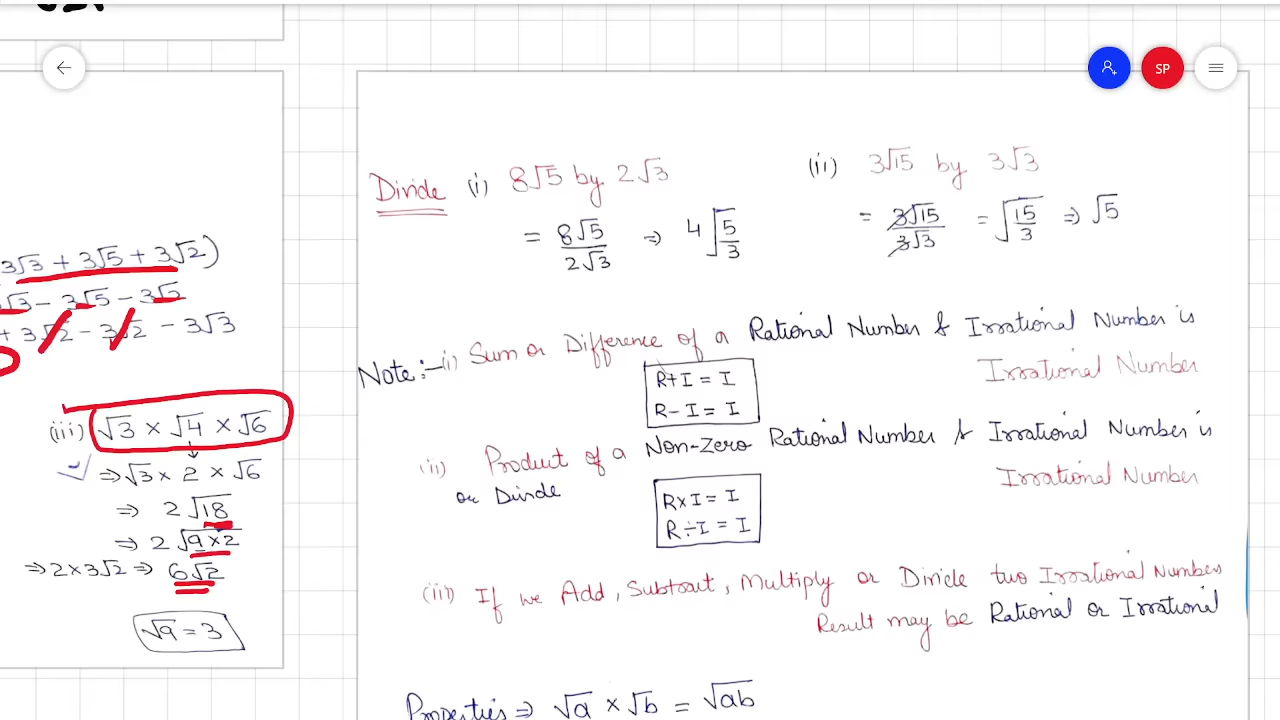 3√3 + 3√5 + 3√2)
3√3 - 3√5 - 3√2
+ 3√2 - 3√2 - 3√3
(iii) √3 × √4 × √6
⇒ √3 × 2 × √6
⇒ 2√18
⇒ 2√9×2
⇒ 2×3√2 ⇒ 6√2
√9 = 3
SP
Divide (i) 8√5 by 2√3
= 8√5/2√3 ⇒ 4√5/3
(ii) 3√15 by 3√3
= 3√15/3√3 = √15/3 ⇒ √5
Note:- (i) Sum or Difference of a Rational Number & Irrational Number is
Irrational Number
R+I = I
R-I = I
(ii) Product of a Non-Zero Rational Number & Irrational Number is
or Divide
Irrational Number
R×I = I
R÷I = I
(iii) If we Add, Subtract, Multiply or Divide two Irrational Numbers
Result may be Rational or Irrational
Properties ⇒ √a × √b = √ab